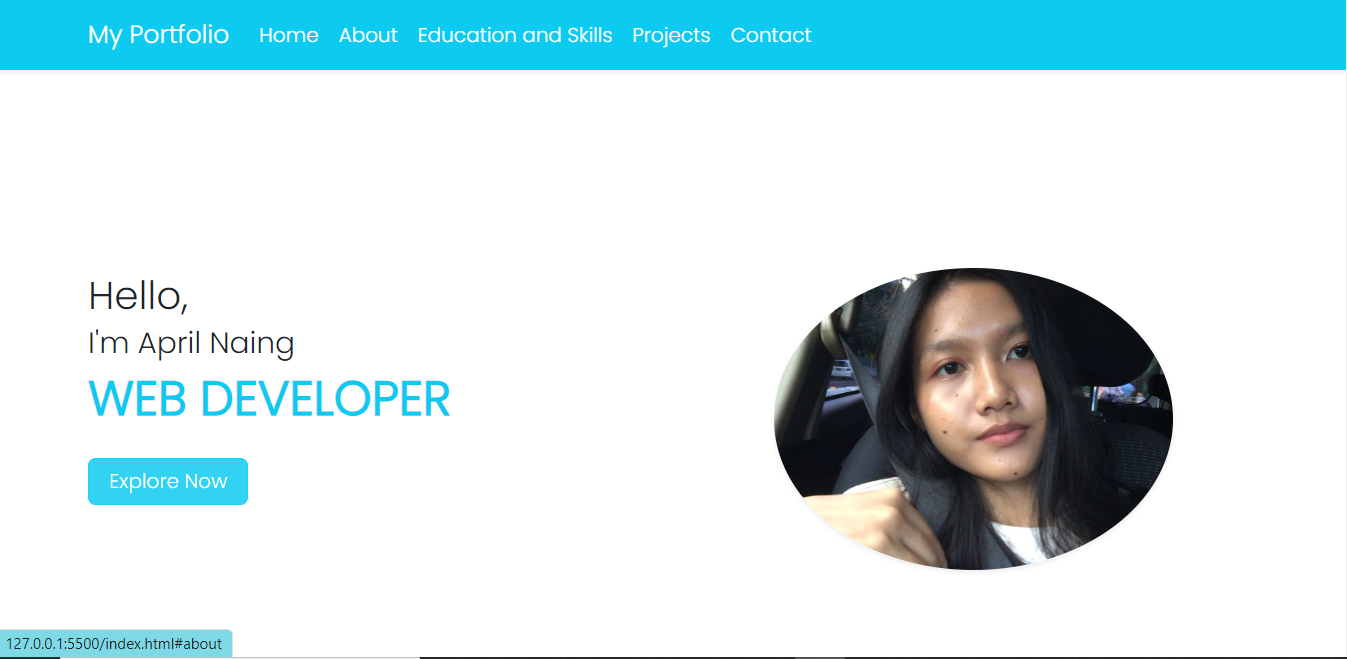 My Portfolio Home About Education and Skills Projects Contact
Hello,
I'm April Naing
WEB DEVELOPER
Explore Now
127.0.0.1:5500/index.html#about